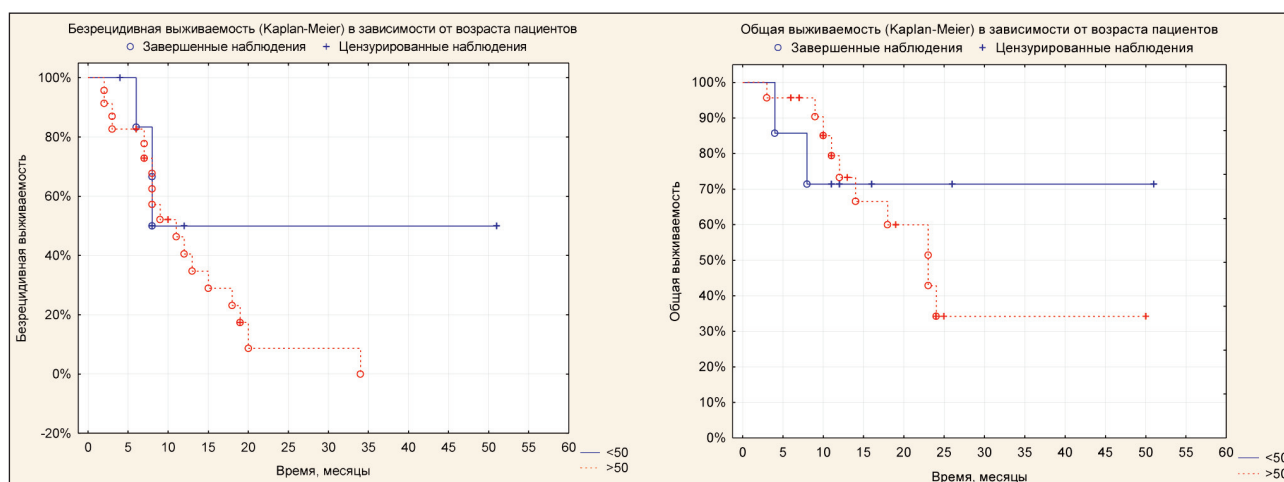 Безрецидивная выживаемость (Kaplan-Meier) в зависимости от возраста пациентов
Завершенные наблюдения + Цензурированные наблюдения
Безрецидивная выживаемость
100%
80%
60%
40%
20%
0%
-20%
0 5 10 15 20 25 30 35 40 45 50 55 60
Время, месяцы
<50
>50
Общая выживаемость (Kaplan-Meier) в зависимости от возраста пациентов
Завершенные наблюдения + Цензурированные наблюдения
Общая выживаемость
100%
90%
80%
70%
60%
50%
40%
30%
20%
10%
0%
0 5 10 15 20 25 30 35 40 45 50 55 60
Время, месяцы
<50
>50